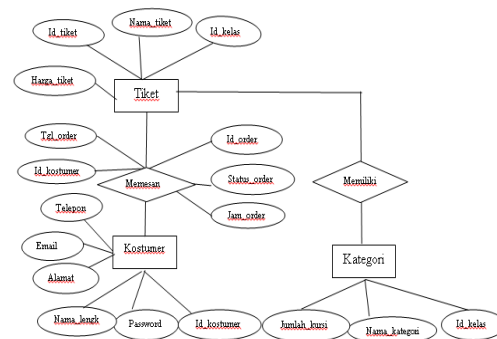 Nama_tiket
Id_tiket
Id_kelas
Harga_tiket
Tiket
Tgl_order
Id_order
Id_kostumer
Status_order
Memesan
Memiliki
Telepon
Jam_order
Email
Kostumer
Kategori
Alamat
Nama_lengk
Password
Id_kostumer
Jumlah_kursi
Nama_kategori
Id_kelas